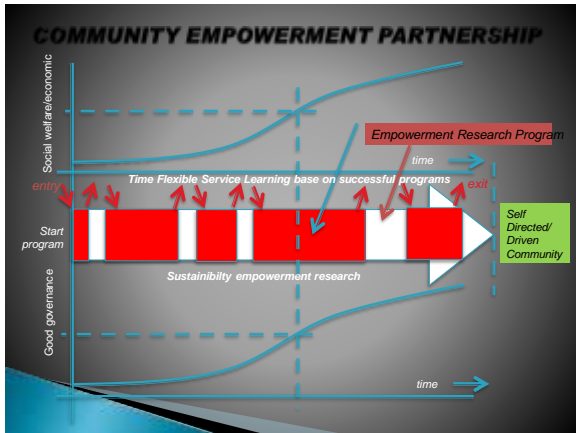 COMMUNITY EMPOWERMENT PARTNERSHIP
Social welfare/economic
Empowerment Research Program
time
Time Flexible Service Learning base on successful programs
entry
exit
Start
program
Self
Directed/
Driven
Community
Sustainibilty empowerment research
Good governance
time